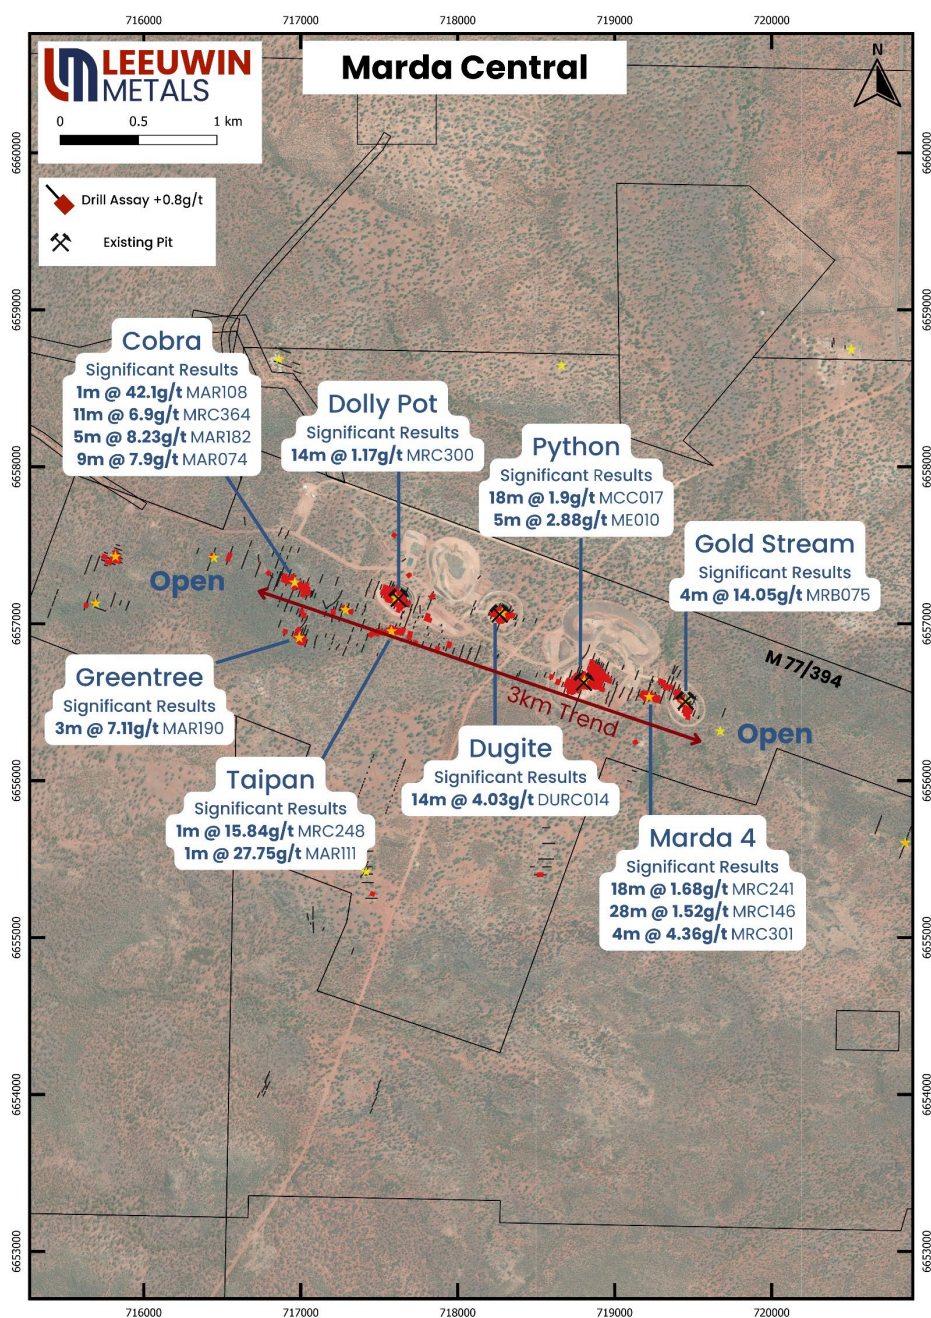 716000
717000
718000
719000
720000
LEEUWIN
METALS
0 0.5 1 km
Marda Central
N
Drill Assay +0.8g/t
Existing Pit
6660000
6660000
6659000
6659000
6658000
6658000
6657000
6657000
6656000
6656000
6655000
6655000
6654000
6654000
6653000
6653000
Cobra
Significant Results
1m @ 42.1g/t MAR108
11m @ 6.9g/t MRC364
5m @ 8.23g/t MAR182
9m @ 7.9g/t MAR074
Dolly Pot
Significant Results
14m @ 1.17g/t MRC300
Python
Significant Results
18m @ 1.9g/t MCC017
5m @ 2.88g/t ME010
Gold Stream
Significant Results
4m @ 14.05g/t MRB075
Open
M 77/394
Greentree
Significant Results
3m @ 7.11g/t MAR190
3km Trend
Open
Taipan
Significant Results
1m @ 15.84g/t MRC248
1m @ 27.75g/t MAR111
Dugite
Significant Results
14m @ 4.03g/t DURC014
Marda 4
Significant Results
18m @ 1.68g/t MRC241
28m @ 1.52g/t MRC146
4m @ 4.36g/t MRC301
716000
717000
718000
719000
720000